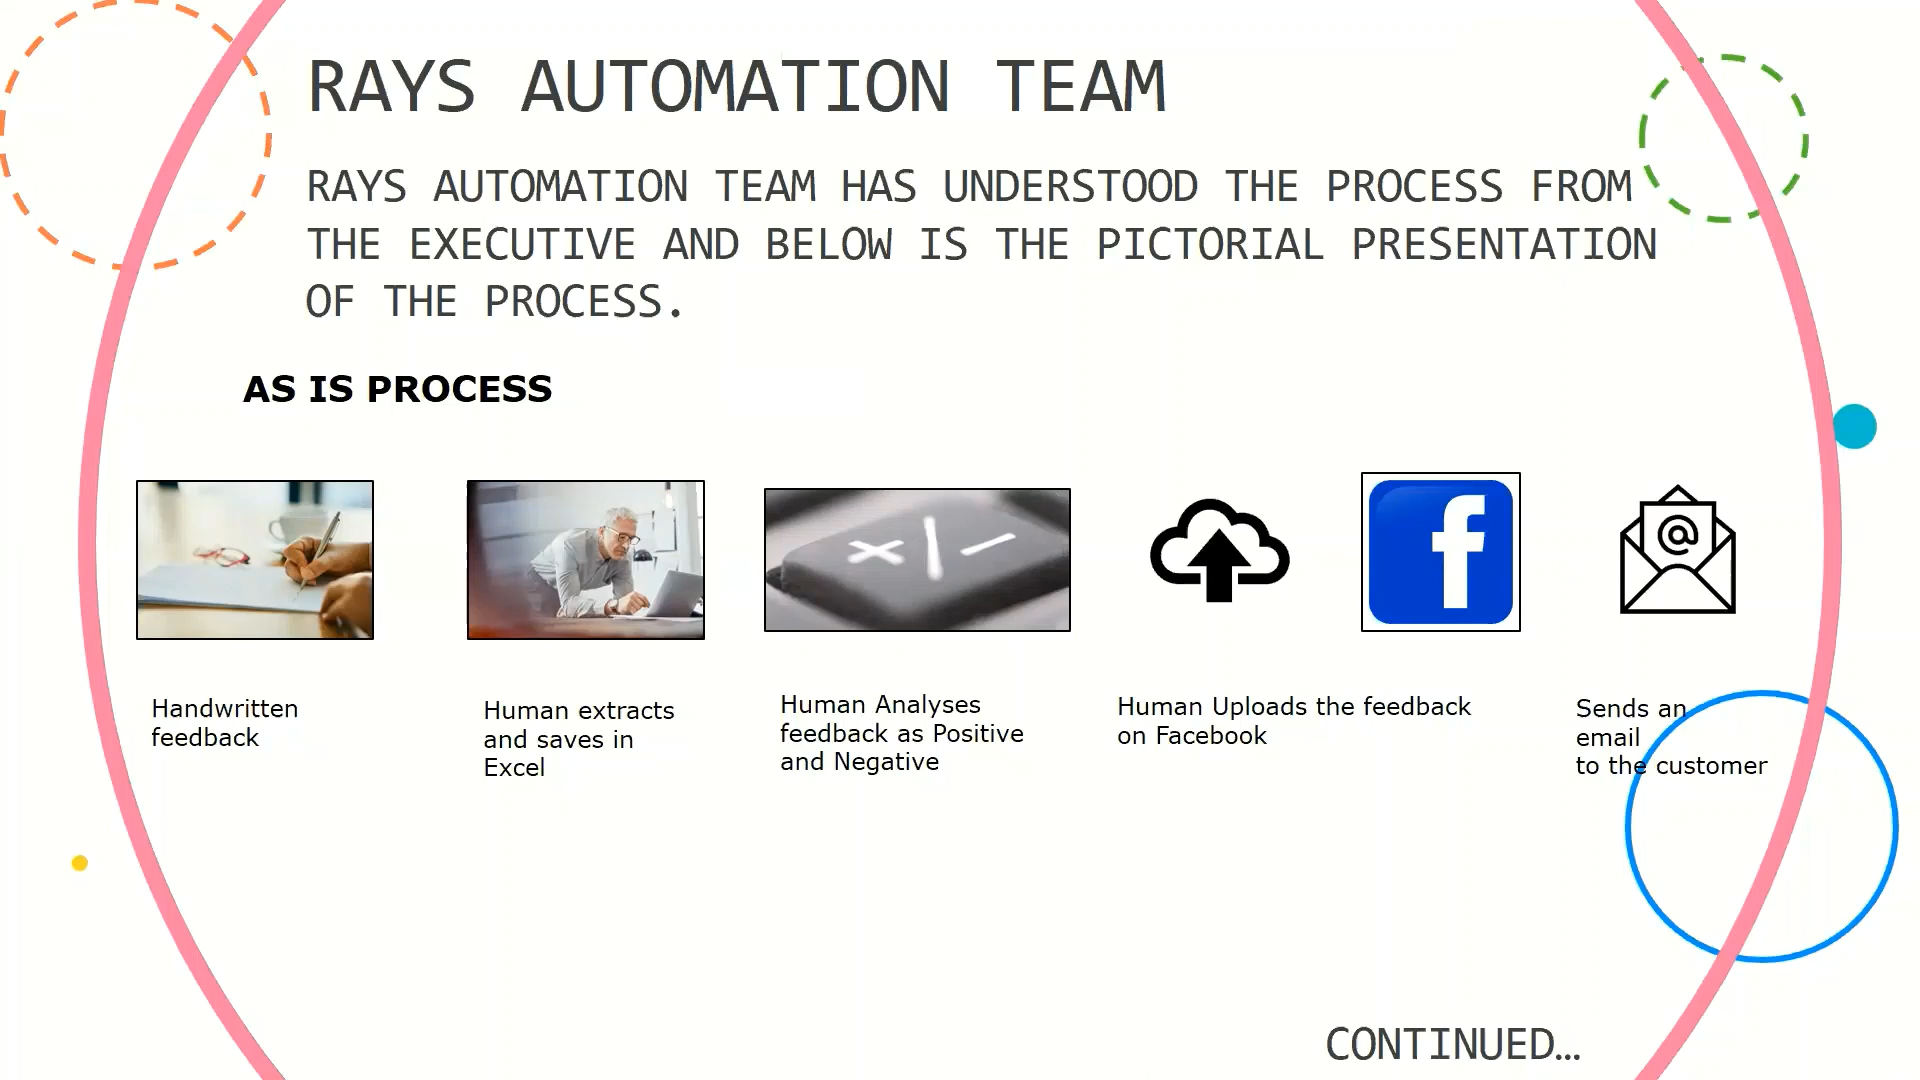 RAYS AUTOMATION TEAM
RAYS AUTOMATION TEAM HAS UNDERSTOOD THE PROCESS FROM
THE EXECUTIVE AND BELOW IS THE PICTORIAL PRESENTATION
OF THE PROCESS.
AS IS PROCESS
×/−
f
@
Handwritten
feedback
Human extracts
and saves in
Excel
Human Analyses
feedback as Positive
and Negative
Human Uploads the feedback
on Facebook
Sends an
email
to the customer
CONTINUED…